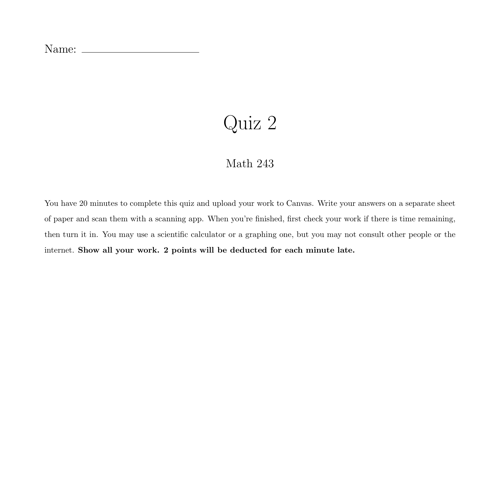 Name:
Quiz 2
Math 243
You have 20 minutes to complete this quiz and upload your work to Canvas. Write your answers on a separate sheet
of paper and scan them with a scanning app. When you're finished, first check your work if there is time remaining,
then turn it in. You may use a scientific calculator or a graphing one, but you may not consult other people or the
internet. Show all your work. 2 points will be deducted for each minute late.